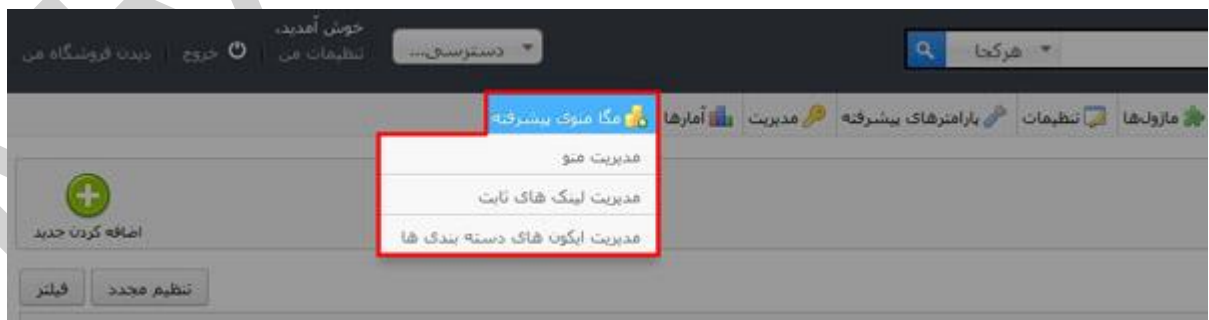 خوش آمدید،
هرکجا
دسترسی...
تنظیمات من
خروج
دیدن فروشگاه من
ماژول‌ها
تنظیمات
پارامترهای پیشرفته
مدیریت
آمارها
مگا منوی پیشرفته
مدیریت منو
مدیریت لینک های ثابت
مدیریت ایکون های دسته بندی ها
اضافه کردن جدید
تنظیم مجدد
فیلتر